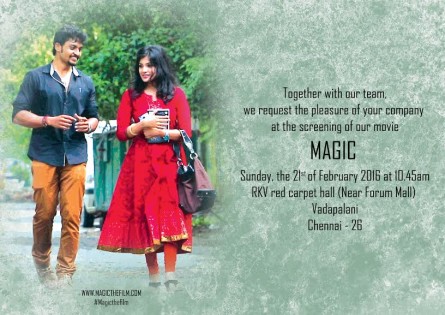 Together with our team,
we request the pleasure of your company
at the screening of our movie
MAGIC
Sunday, the 21st of February 2016 at 10.45am
RKV red carpet hall (Near Forum Mall)
Vadapalani
Chennai - 26
WWW.MAGICTHEFILM.COM
#Magicthefilm